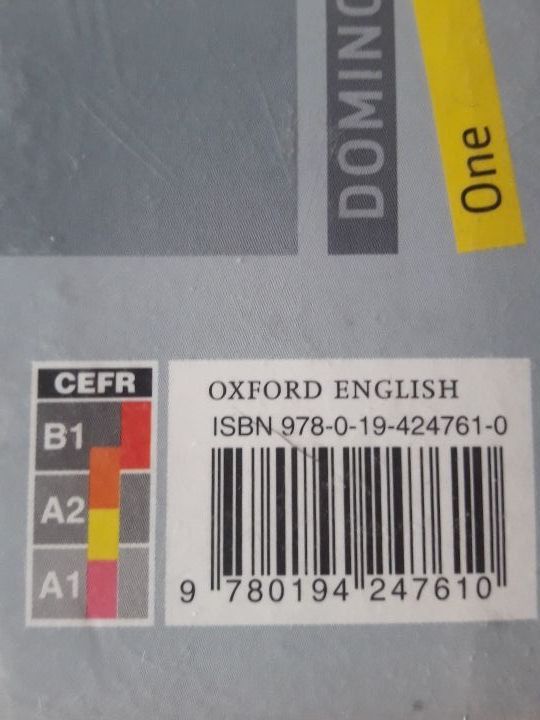 DOMINO
One
CEFR
B1
A2
A1
OXFORD ENGLISH
ISBN 978-0-19-424761-0
9 780194 247610